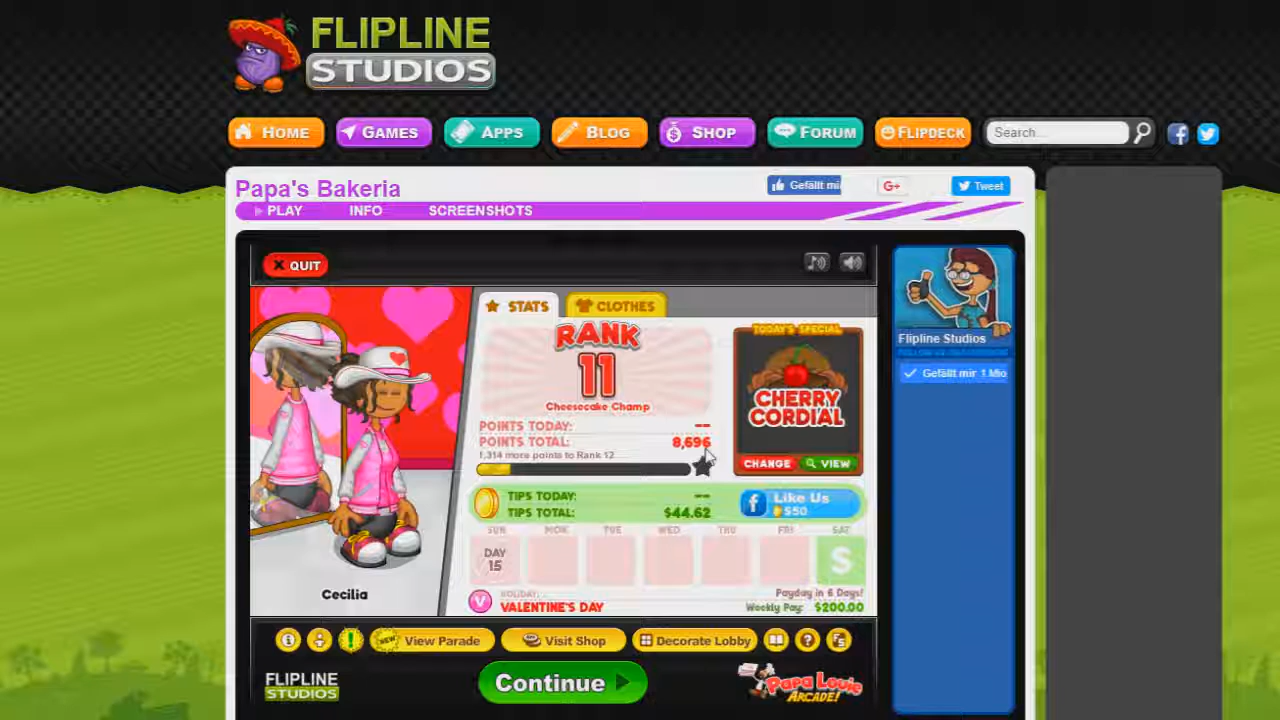 FLIPLINE
STUDIOS
HOME GAMES APPS BLOG SHOP FORUM FLIPDECK Search...
Papa's Bakeria
Gefällt mi
G+
Tweet
PLAY INFO SCREENSHOTS
QUIT
STATS CLOTHES
RANK
11
Cheesecake Champ
TODAY'S SPECIAL
CHERRY
CORDIAL
CHANGE VIEW
POINTS TODAY: --
POINTS TOTAL: 8,696
1,314 more points to Rank 12
TIPS TODAY: --
TIPS TOTAL: $44.62
Like Us
$50
SUN MON TUE WED THU FRI SAT
DAY
15
S
Payday in 6 Days!
Weekly Pay: $200.00
V
HOLIDAY:
VALENTINE'S DAY
Cecilia
NEW View Parade Visit Shop Decorate Lobby
FLIPLINE
STUDIOS
Continue
Papa Louie
ARCADE!
Flipline Studios
Gefällt mir 1 Mio